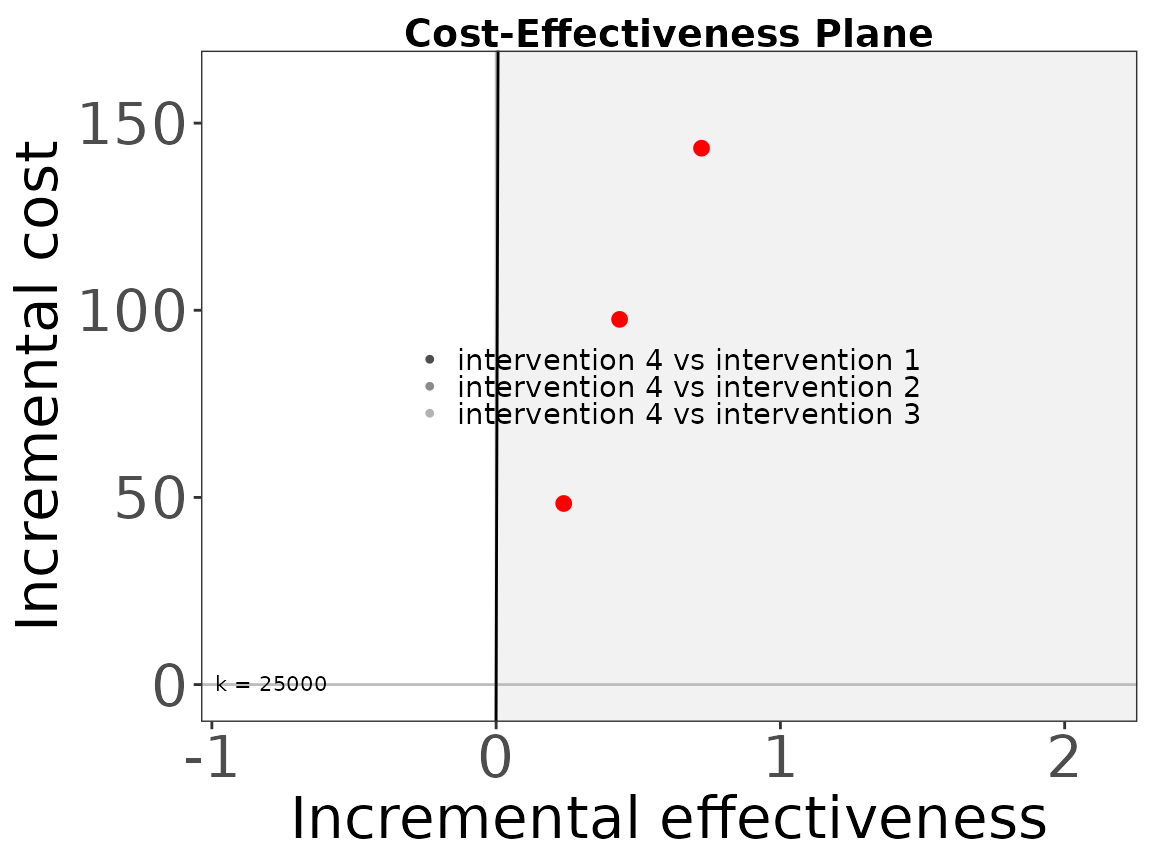 Cost-Effectiveness Plane
Incremental cost
150
100
50
0
intervention 4 vs intervention 1
intervention 4 vs intervention 2
intervention 4 vs intervention 3
k = 25000
-1
0
1
2
Incremental effectiveness